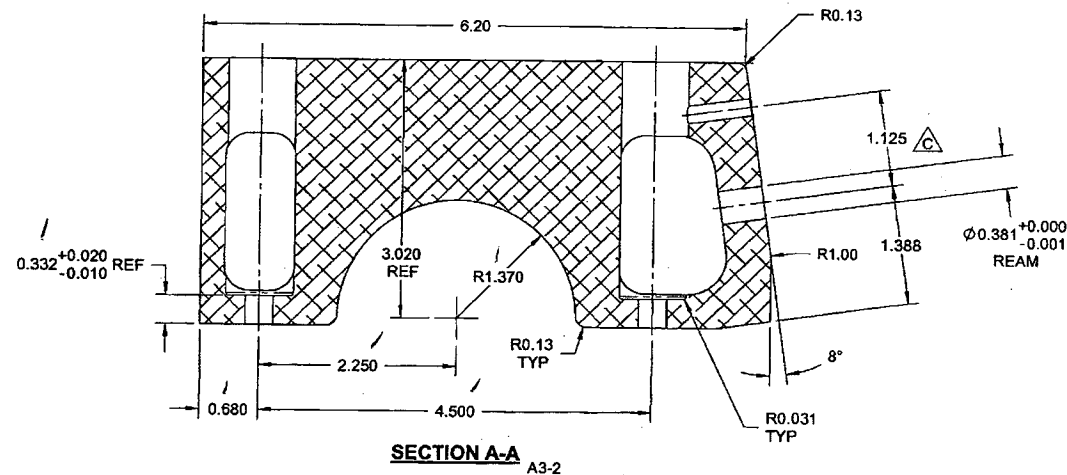 6.20
R0.13
1.125 C
3.020
REF
R1.370
0.332 +0.020 -0.010 REF
Ø0.381 +0.000 -0.001
REAM
1.388
R1.00
R0.13
TYP
2.250
8°
0.680
4.500
R0.031
TYP
SECTION A-A
A3-2